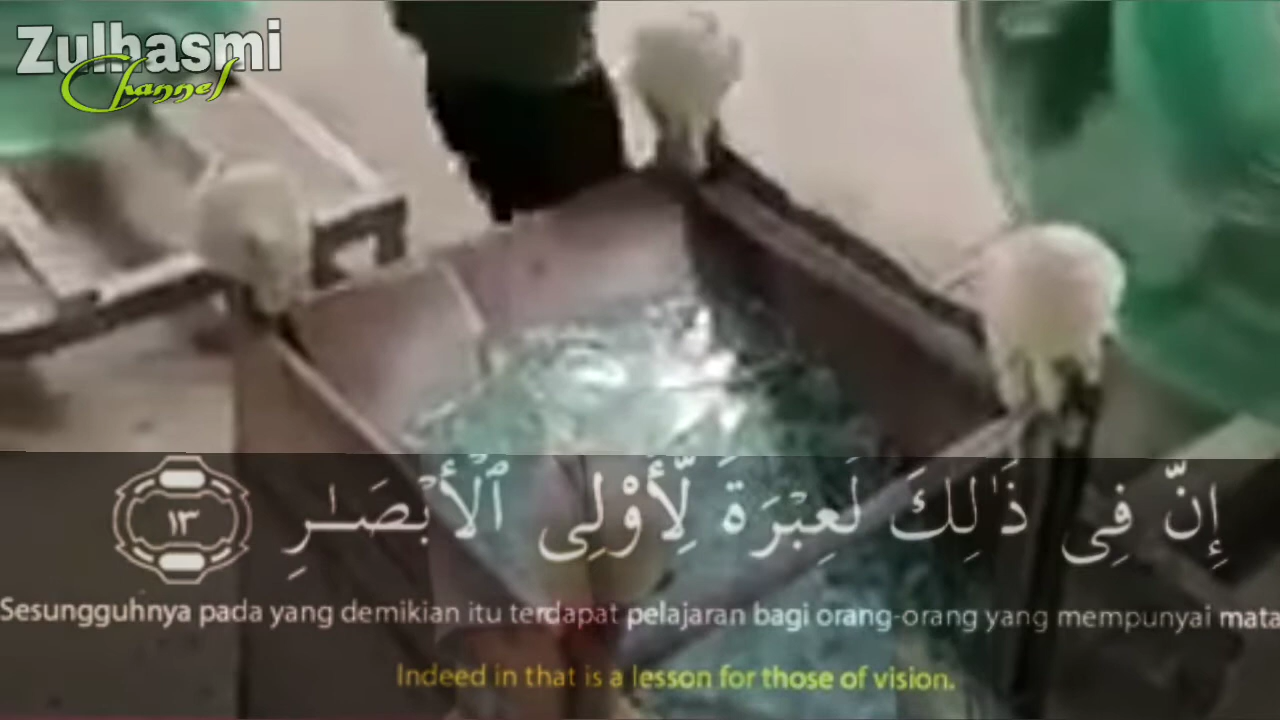 Zulhasmi
Channel
إِنَّ فِى ذَٰلِكَ لَعِبْرَةً لِّأُو۟لِى ٱلْأَبْصَـٰرِ ١٣
Sesungguhnya pada yang demikian itu terdapat pelajaran bagi orang-orang yang mempunyai mata
Indeed in that is a lesson for those of vision.